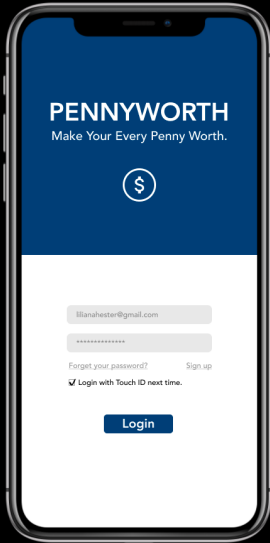 PENNYWORTH
Make Your Every Penny Worth.
$
lilianahester@gmail.com
**************
Forget your password? Sign up
Login with Touch ID next time.
Login